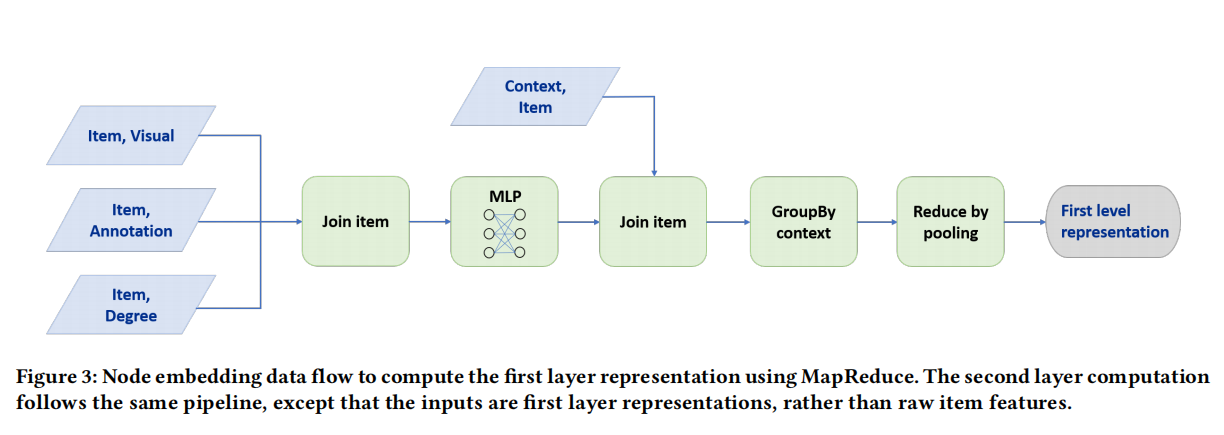 Context,
Item
Item, Visual
Item,
Annotation
Item,
Degree
Join item
MLP
Join item
GroupBy
context
Reduce by
pooling
First level
representation
Figure 3: Node embedding data flow to compute the first layer representation using MapReduce. The second layer computation
follows the same pipeline, except that the inputs are first layer representations, rather than raw item features.